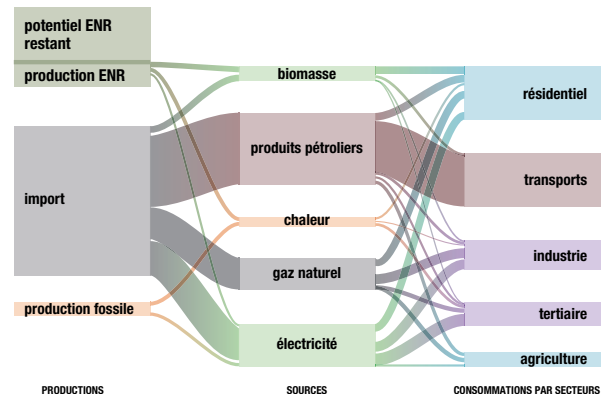 potentiel ENR
restant
production ENR
import
production fossile
biomasse
produits pétroliers
chaleur
gaz naturel
électricité
résidentiel
transports
industrie
tertiaire
agriculture
PRODUCTIONS
SOURCES
CONSOMMATIONS PAR SECTEURS